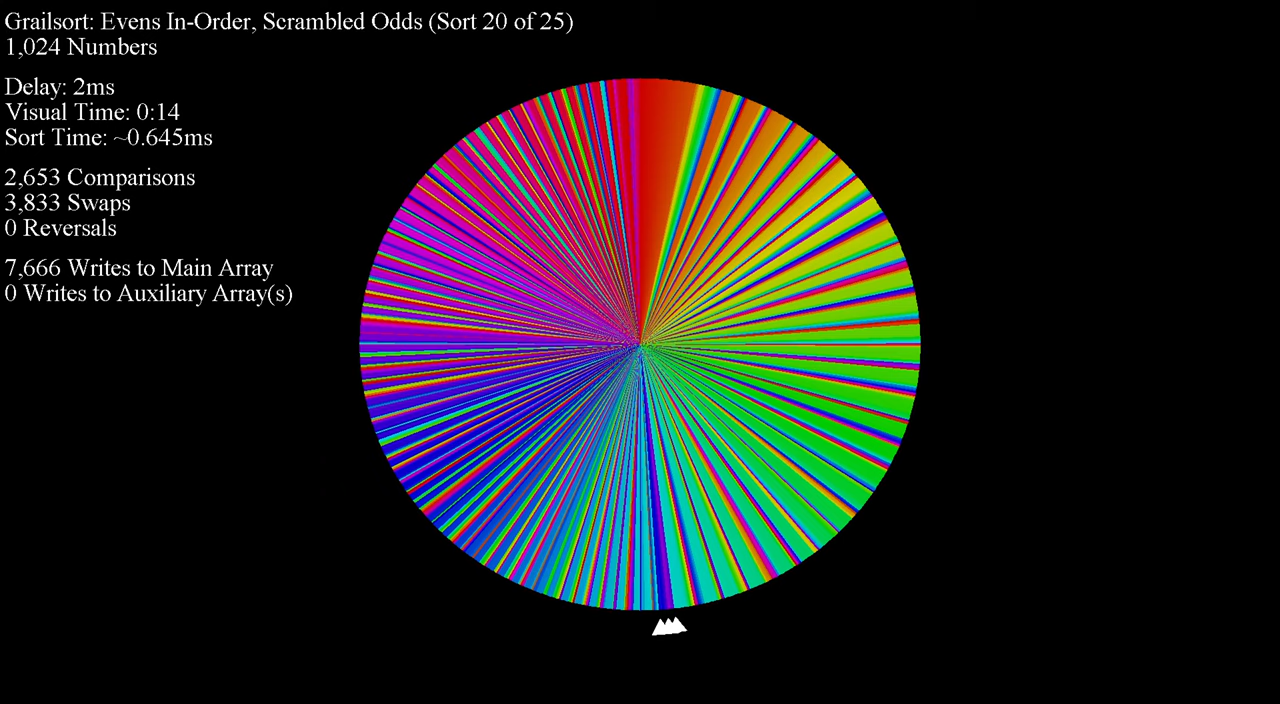 Grailsort: Evens In-Order, Scrambled Odds (Sort 20 of 25)
1,024 Numbers
Delay: 2ms
Visual Time: 0:14
Sort Time: ~0.645ms
2,653 Comparisons
3,833 Swaps
0 Reversals
7,666 Writes to Main Array
0 Writes to Auxiliary Array(s)